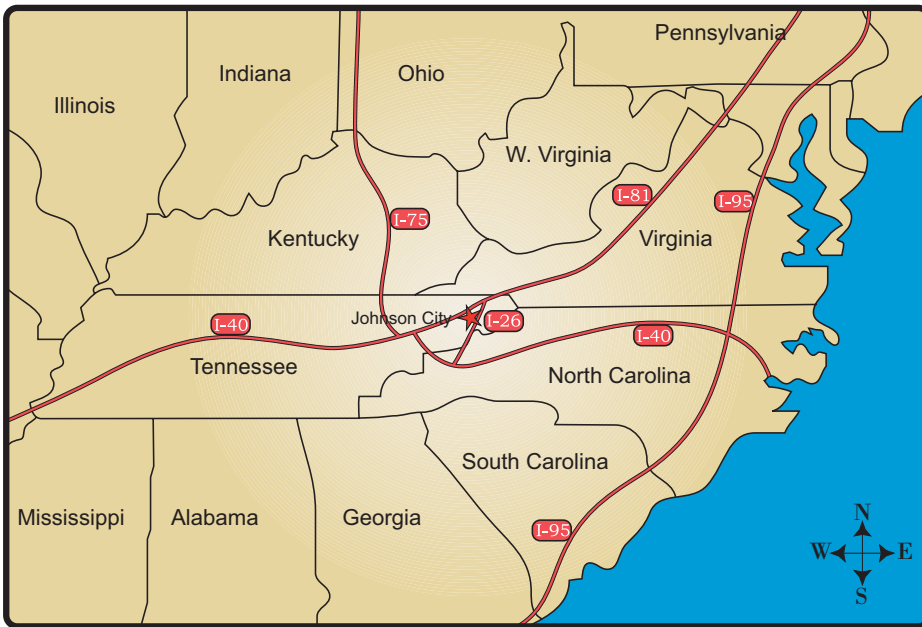 Pennsylvania
Indiana
Ohio
Illinois
W. Virginia
I-81
I-95
I-75
Kentucky
Virginia
Johnson City
I-26
I-40
I-40
Tennessee
North Carolina
South Carolina
Mississippi
Alabama
Georgia
I-95
N
W E
S